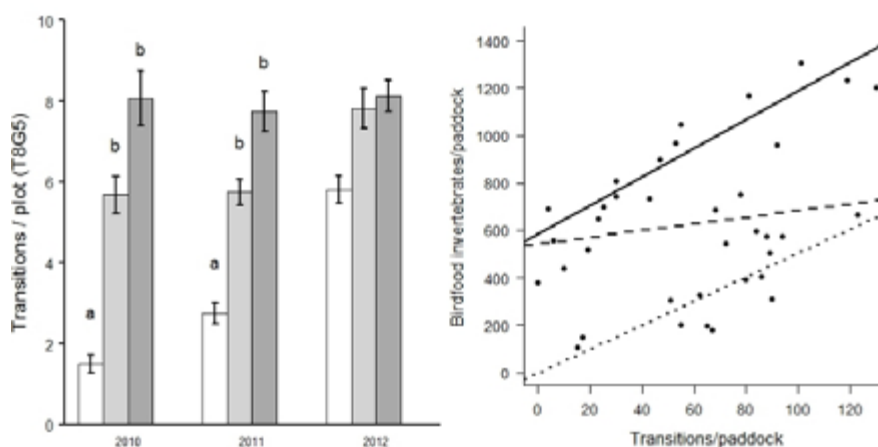 Transitions / plot (T8G5)
10
8
6
4
2
0
a
b
b
a
b
b
2010
2011
2012
Birdfood invertebrates/paddock
1400
1200
1000
800
600
400
200
0
0
20
40
60
80
100
120
Transitions/paddock